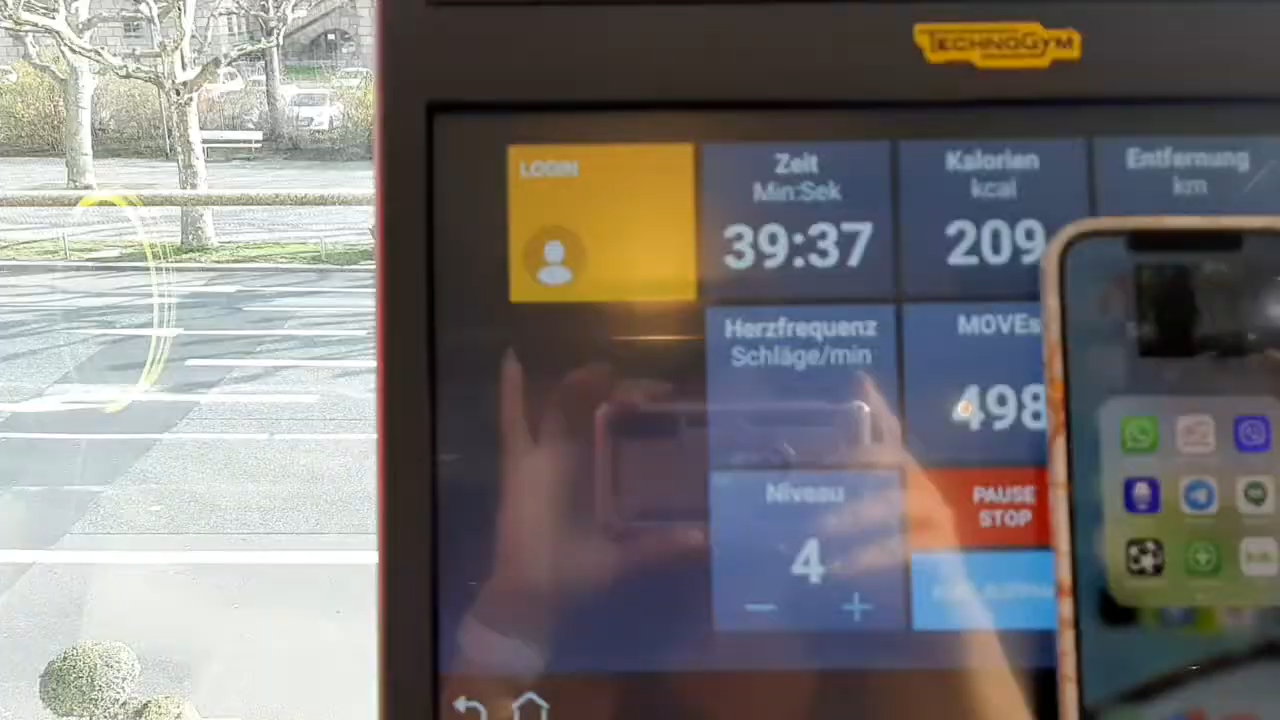 TECHNOGYM
LOGIN
Zeit
Min:Sek
39:37
Kalorien
kcal
209
Entfernung
km
Herzfrequenz
Schläge/min
MOVEs
498
Niveau
4
PAUSE
STOP